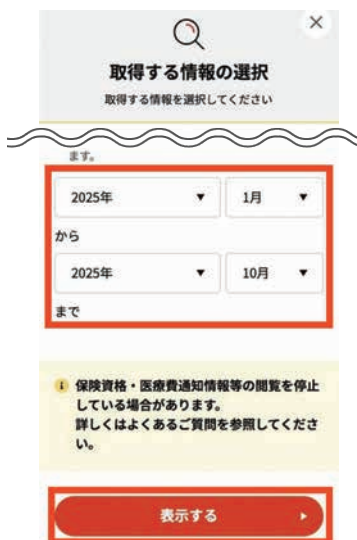 取得する情報の選択
取得する情報を選択してください
ます。
2025年 ▼ 1月 ▼
から
2025年 ▼ 10月 ▼
まで
保険資格・医療費通知情報等の閲覧を停止
している場合があります。
詳しくはよくあるご質問を参照してくださ
い。
表示する